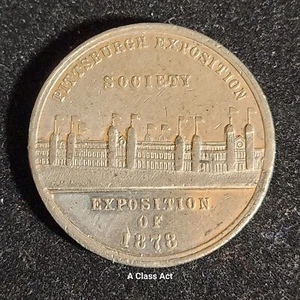 PITTSBURGH EXPOSITION
SOCIETY
EXPOSITION
OF
1878
A Class Act